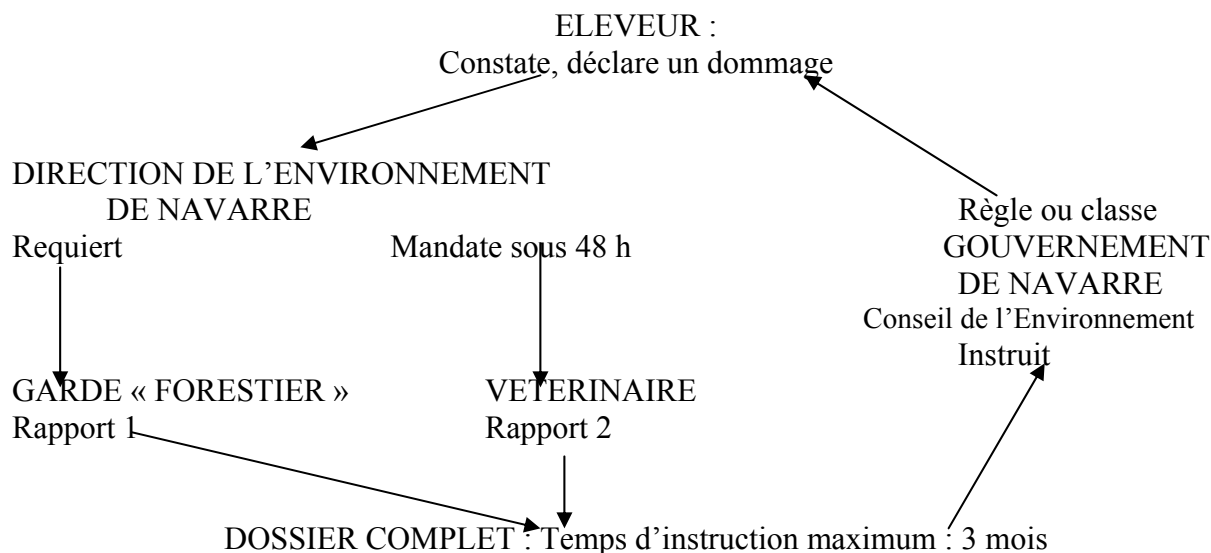 ELEVEUR :
Constate, déclare un dommage
DIRECTION DE L’ENVIRONNEMENT
DE NAVARRE
Requiert
Mandate sous 48 h
Règle ou classe
GOUVERNEMENT
DE NAVARRE
Conseil de l’Environnement
Instruit
GARDE « FORESTIER »
Rapport 1
VETERINAIRE
Rapport 2
DOSSIER COMPLET : Temps d’instruction maximum : 3 mois